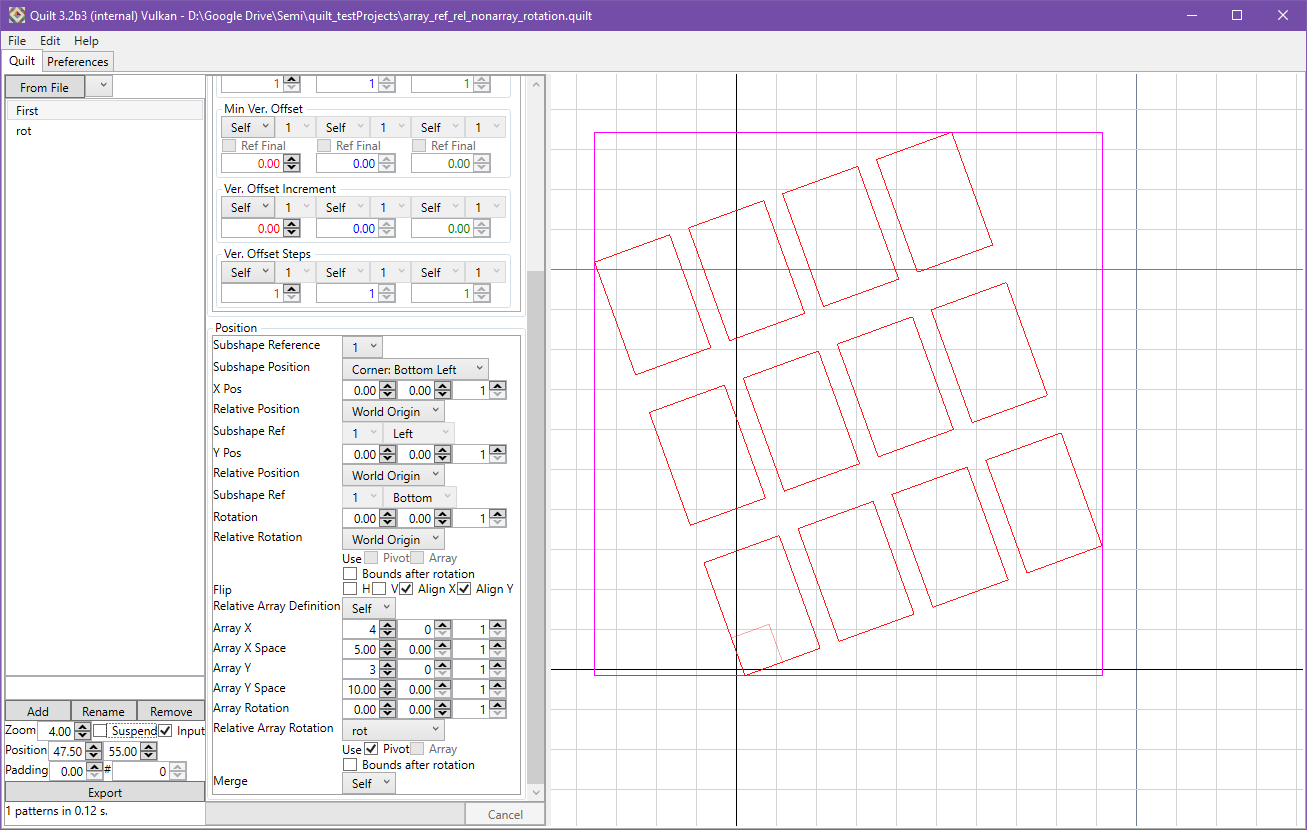 Quilt 3.2b3 (internal) Vulkan - D:\Google Drive\Semi\quilt_testProjects\array_ref_rel_nonarray_rotation.quilt
File Edit Help
Quilt Preferences
From File
First
rot
Add Rename Remove
Zoom 4.00 Suspend Input
Position 47.50 55.00
Padding 0.00 # 0
Export
1 patterns in 0.12 s.
1 1 1
Min Ver. Offset
Self 1 Self 1 Self 1
Ref Final Ref Final Ref Final
0.00 0.00 0.00
Ver. Offset Increment
Self 1 Self 1 Self 1
0.00 0.00 0.00
Ver. Offset Steps
Self 1 Self 1 Self 1
1 1 1
Position
Subshape Reference 1
Subshape Position Corner: Bottom Left
X Pos 0.00 0.00 1
Relative Position World Origin
Subshape Ref 1 Left
Y Pos 0.00 0.00 1
Relative Position World Origin
Subshape Ref 1 Bottom
Rotation 0.00 0.00 1
Relative Rotation World Origin
Use Pivot Array
Bounds after rotation
Flip H V Align X Align Y
Relative Array Definition Self
Array X 4 0 1
Array X Space 5.00 0.00 1
Array Y 3 0 1
Array Y Space 10.00 0.00 1
Array Rotation 0.00 0.00 1
Relative Array Rotation rot
Use Pivot Array
Bounds after rotation
Merge Self
Cancel